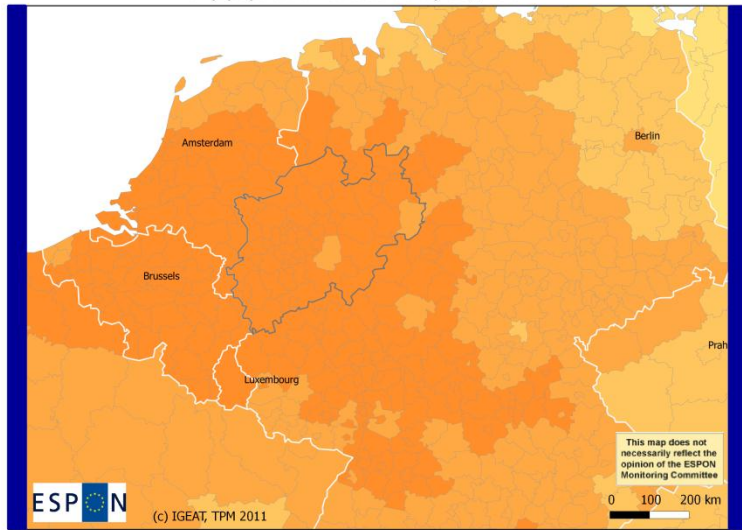 Amsterdam
Berlin
Brussels
Prah
Luxembourg
This map does not
necessarily reflect the
opinion of the ESPON
Monitoring Committee
ESPON
(c) IGEAT, TPM 2011
0 100 200 km